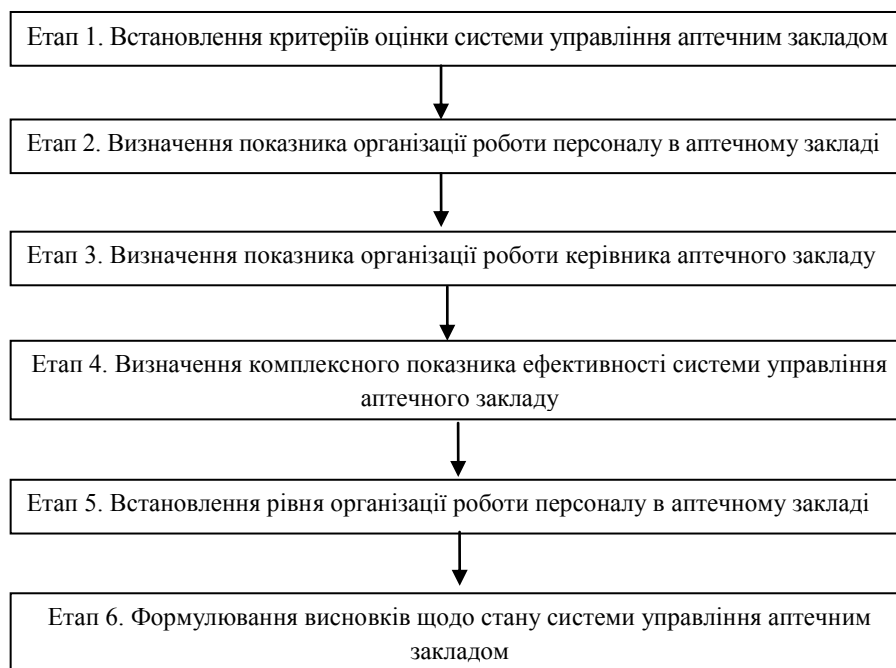 Етап 1. Встановлення критеріїв оцінки системи управління аптечним закладом
Етап 2. Визначення показника організації роботи персоналу в аптечному закладі
Етап 3. Визначення показника організації роботи керівника аптечного закладу
Етап 4. Визначення комплексного показника ефективності системи управління
аптечного закладу
Етап 5. Встановлення рівня організації роботи персоналу в аптечному закладі
Етап 6. Формулювання висновків щодо стану системи управління аптечним
закладом